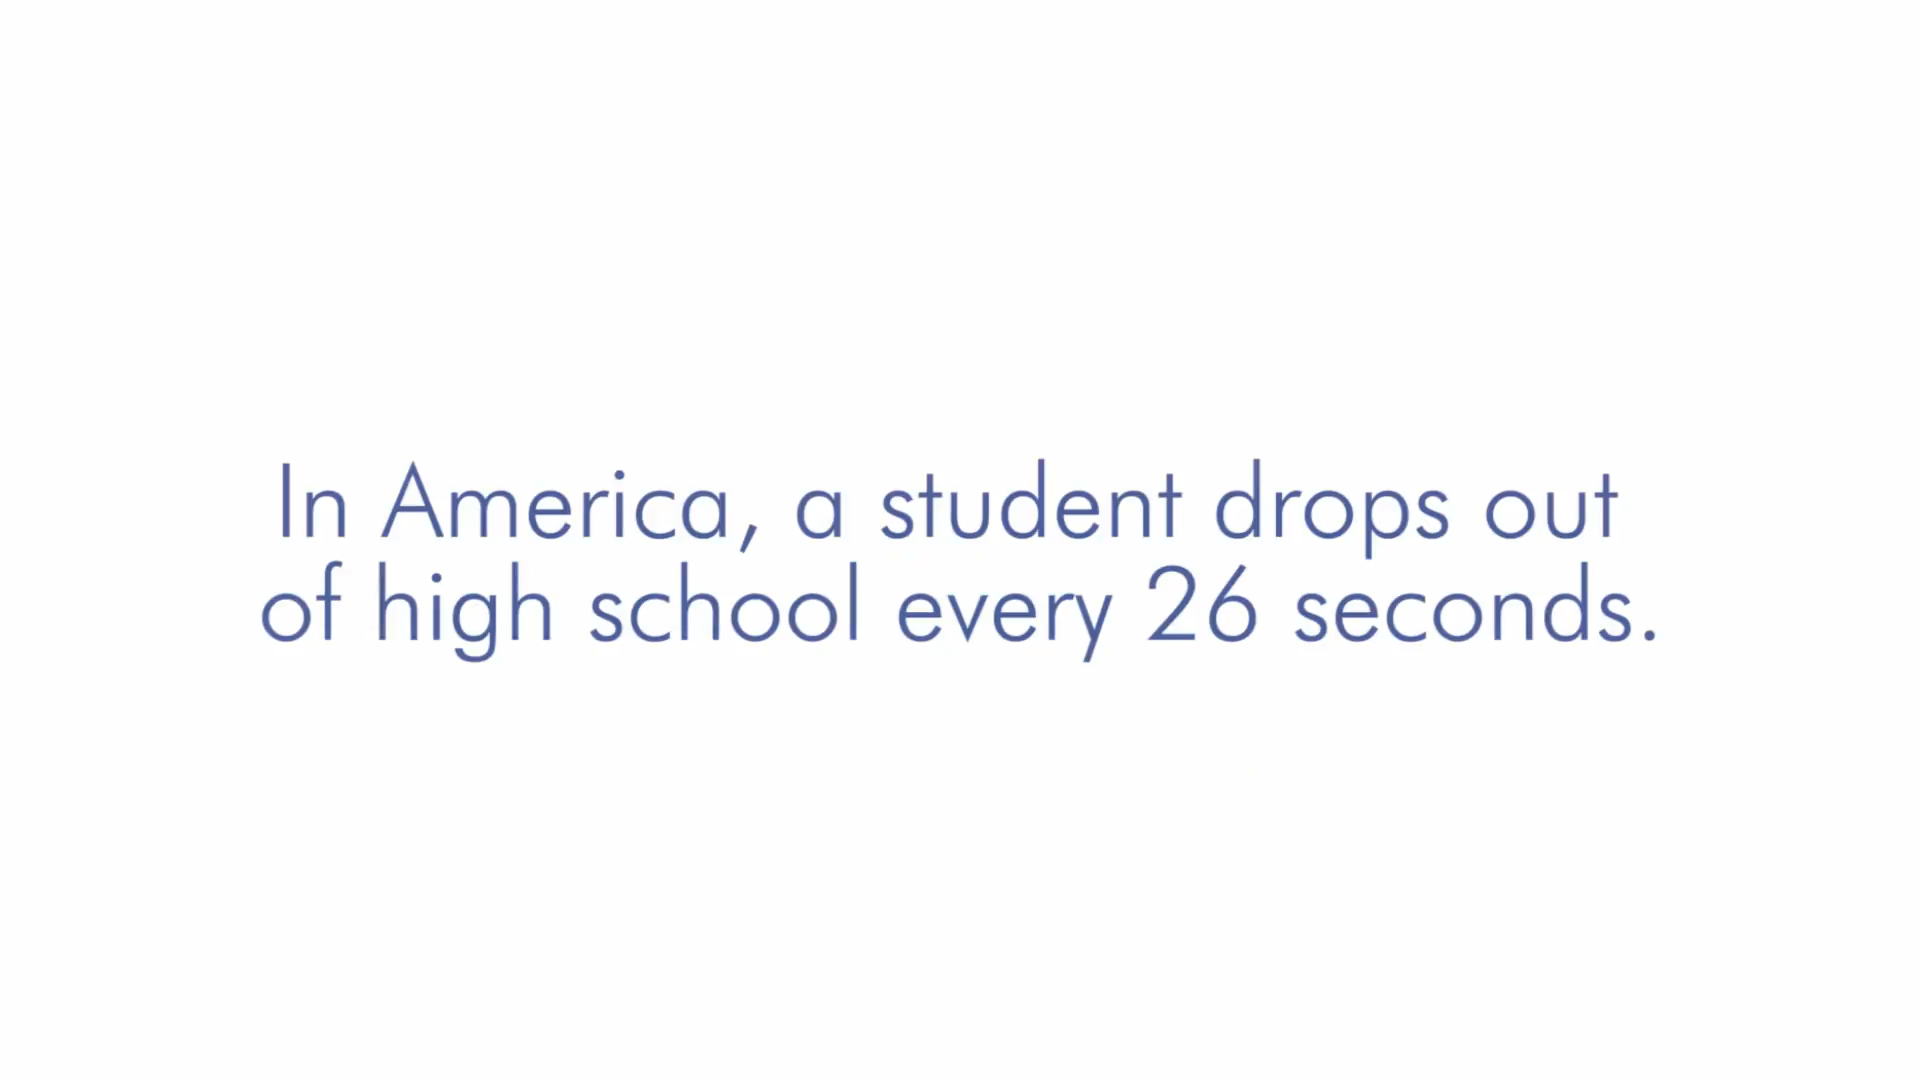 In America, a student drops out
of high school every 26 seconds.